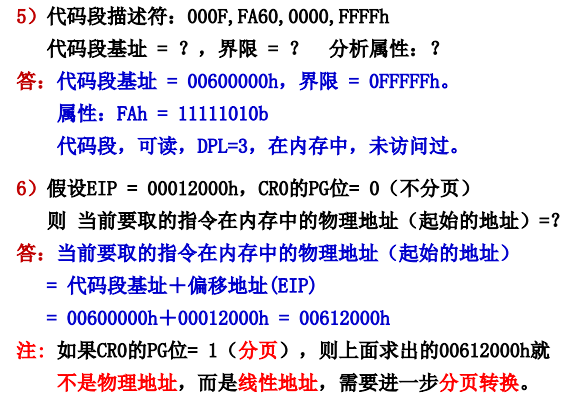 5）代码段描述符：000F,FA60,0000,FFFFh
代码段基址 = ？，界限 = ？ 分析属性：？
答：代码段基址 = 00600000h，界限 = 0FFFFFh。
属性：FAh = 11111010b
代码段，可读，DPL=3，在内存中，未访问过。
6）假设EIP = 00012000h，CR0的PG位= 0（不分页）
则 当前要取的指令在内存中的物理地址（起始的地址）=？
答：当前要取的指令在内存中的物理地址（起始的地址）
= 代码段基址＋偏移地址(EIP)
= 00600000h＋00012000h = 00612000h
注：如果CR0的PG位= 1（分页），则上面求出的00612000h就
不是物理地址，而是线性地址，需要进一步分页转换。